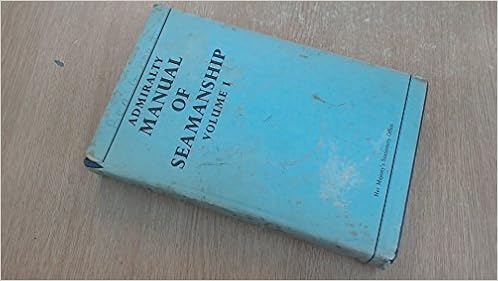 ADMIRALTY
MANUAL
OF
SEAMANSHIP
VOLUME I
Her Majesty's Stationery Office